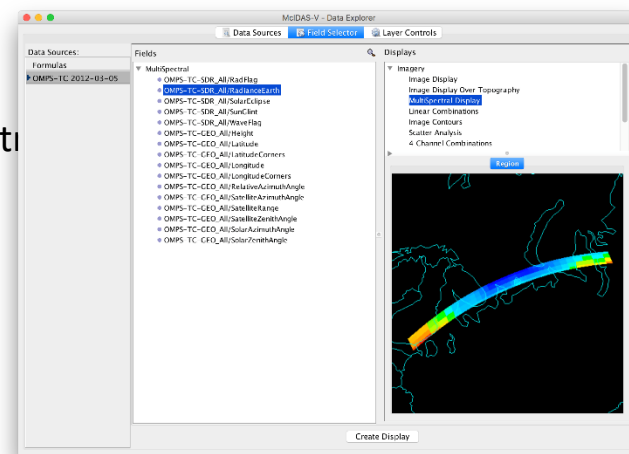 McIDAS-V - Data Explorer
Data Sources Field Selector Layer Controls
Data Sources:
Formulas
OMPS-TC 2012-03-05
Fields
MultiSpectral
OMPS-TC-SDR_All/RadFlag
OMPS-TC-SDR_All/RadianceEarth
OMPS-TC-SDR_All/SolarEclipse
OMPS-TC-SDR_All/SunGlint
OMPS-TC-SDR_All/WaveFlag
OMPS-TC-GEO_All/Height
OMPS-TC-GEO_All/Latitude
OMPS-TC-GEO_All/LatitudeCorners
OMPS-TC-GEO_All/Longitude
OMPS-TC-GEO_All/LongitudeCorners
OMPS-TC-GEO_All/RelativeAzimuthAngle
OMPS-TC-GEO_All/SatelliteAzimuthAngle
OMPS-TC-GEO_All/SatelliteRange
OMPS-TC-GEO_All/SatelliteZenithAngle
OMPS-TC-GEO_All/SolarAzimuthAngle
OMPS-TC-GEO_All/SolarZenithAngle
Displays
Imagery
Image Display
Image Display Over Topography
MultiSpectral Display
Linear Combinations
Image Contours
Scatter Analysis
4 Channel Combinations
Region
Create Display